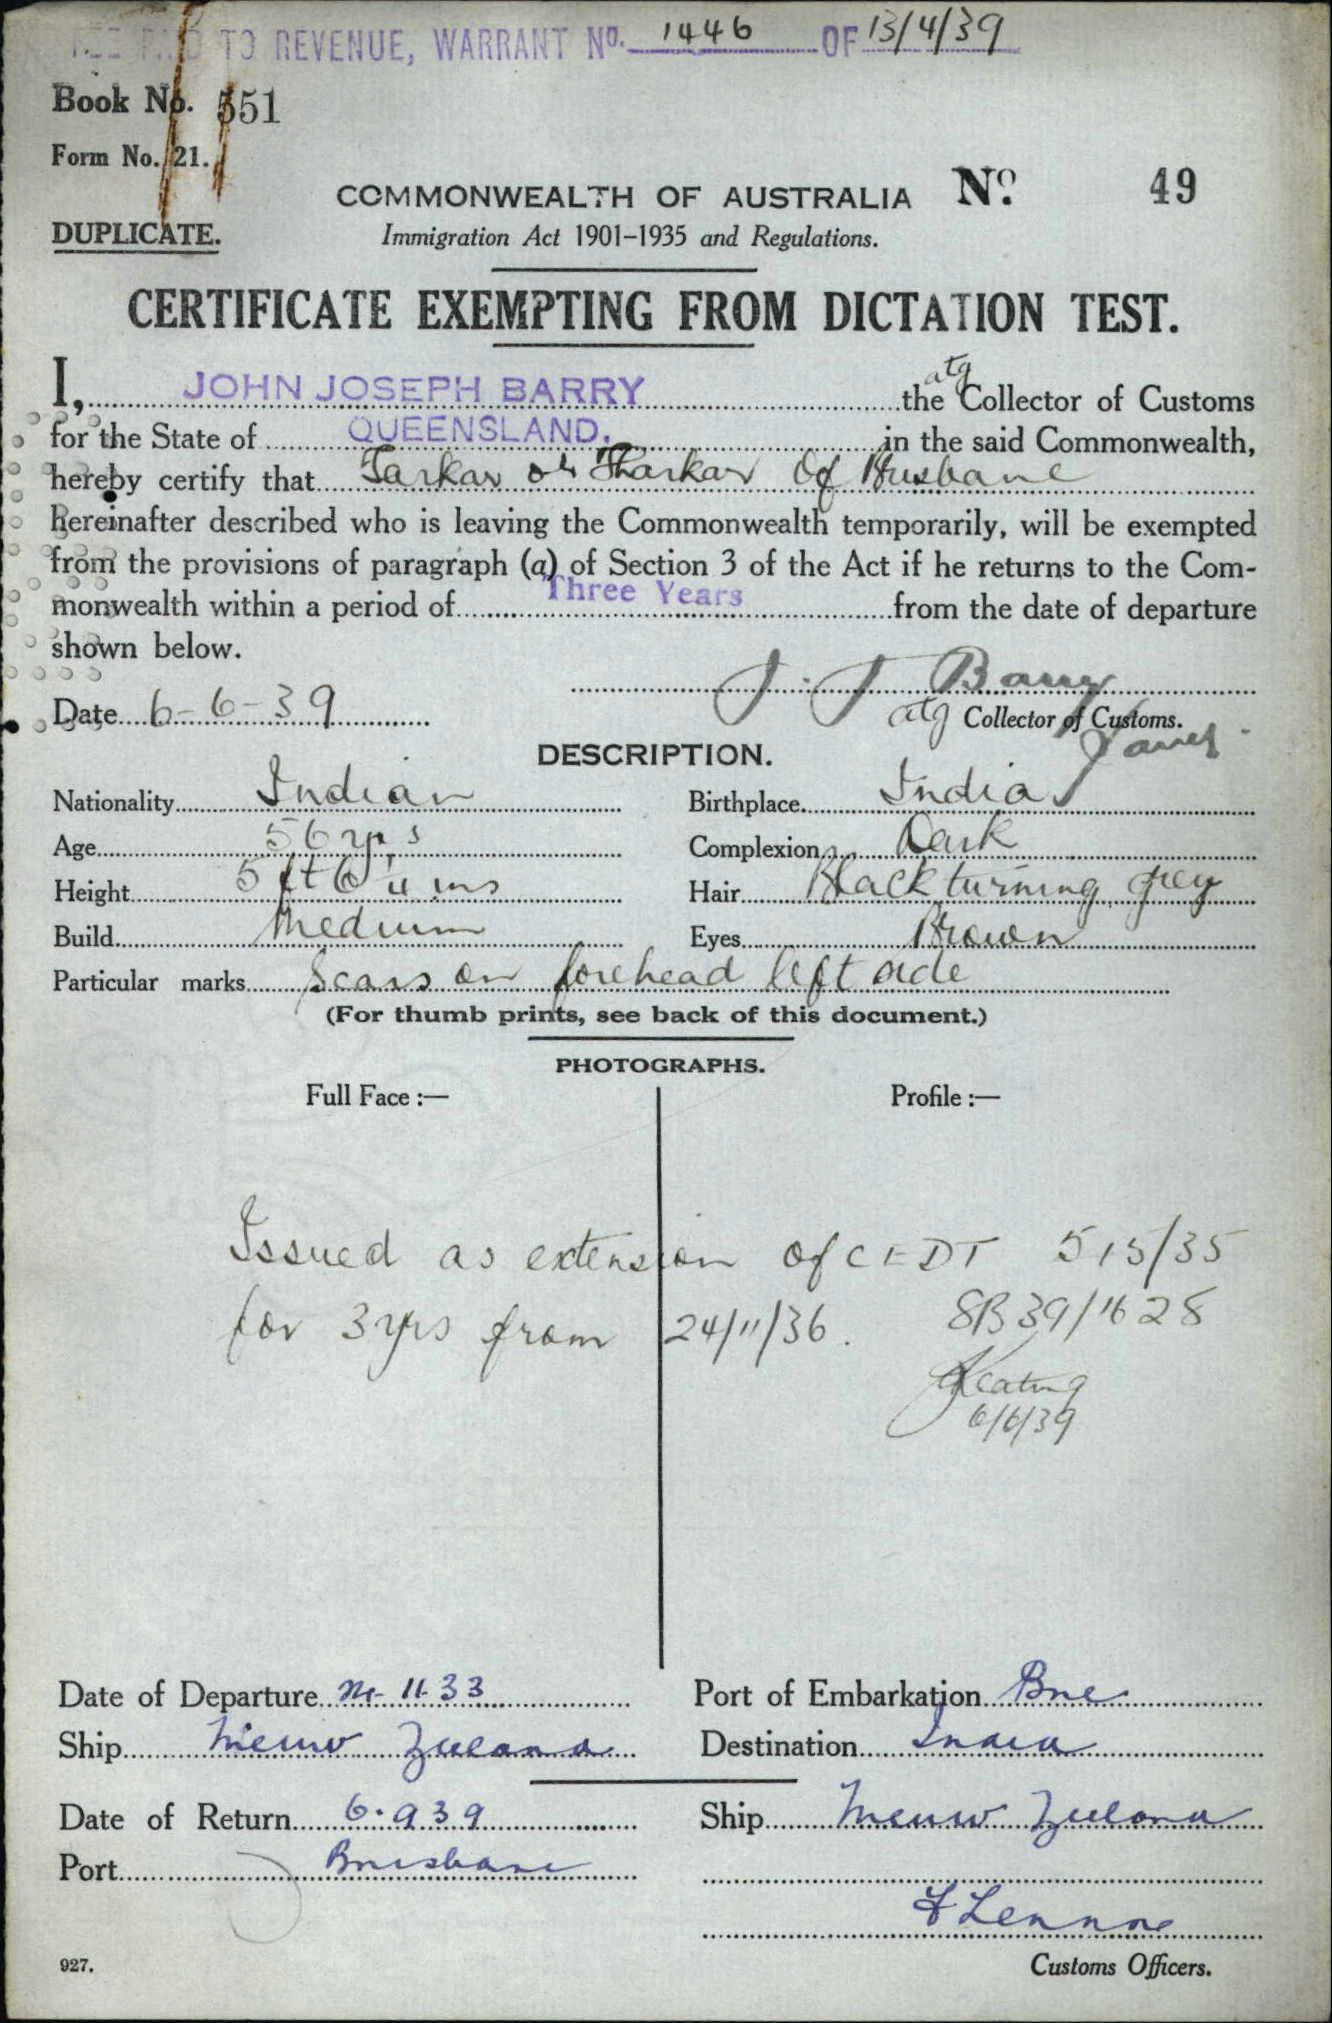 FEE PAID TO REVENUE, WARRANT No. 1446 OF 13/4/39
Book No. 551
Form No. 21.
COMMONWEALTH OF AUSTRALIA No. 49
DUPLICATE. Immigration Act 1901-1935 and Regulations.
CERTIFICATE EXEMPTING FROM DICTATION TEST.
I, JOHN JOSEPH BARRY the atg Collector of Customs
for the State of QUEENSLAND. in the said Commonwealth,
hereby certify that Tarkar or Tharkar Of Brisbane
hereinafter described who is leaving the Commonwealth temporarily, will be exempted
from the provisions of paragraph (a) of Section 3 of the Act if he returns to the Com-
monwealth within a period of Three Years from the date of departure
shown below.
J. J. Barry
Date 6-6-39 atg Collector of Customs.
DESCRIPTION.
Nationality Indian Birthplace India
Age 56 yrs Complexion Dark
Height 5 ft 6 ins Hair Black turning grey
Build Medium Eyes Brown
Particular marks Scars on forehead left side
(For thumb prints, see back of this document.)
PHOTOGRAPHS.
Full Face :— Profile :—
Issued as extension of CEDT 515/35
for 3 yrs from 24/11/36. SB 39/1628
Keating
6/6/39
Date of Departure 11-33 Port of Embarkation Bne
Ship Nieuw Zeeland Destination India
Date of Return 6.9 39 Ship Nieuw Zeeland
Port Brisbane
Customs Officers.
927.